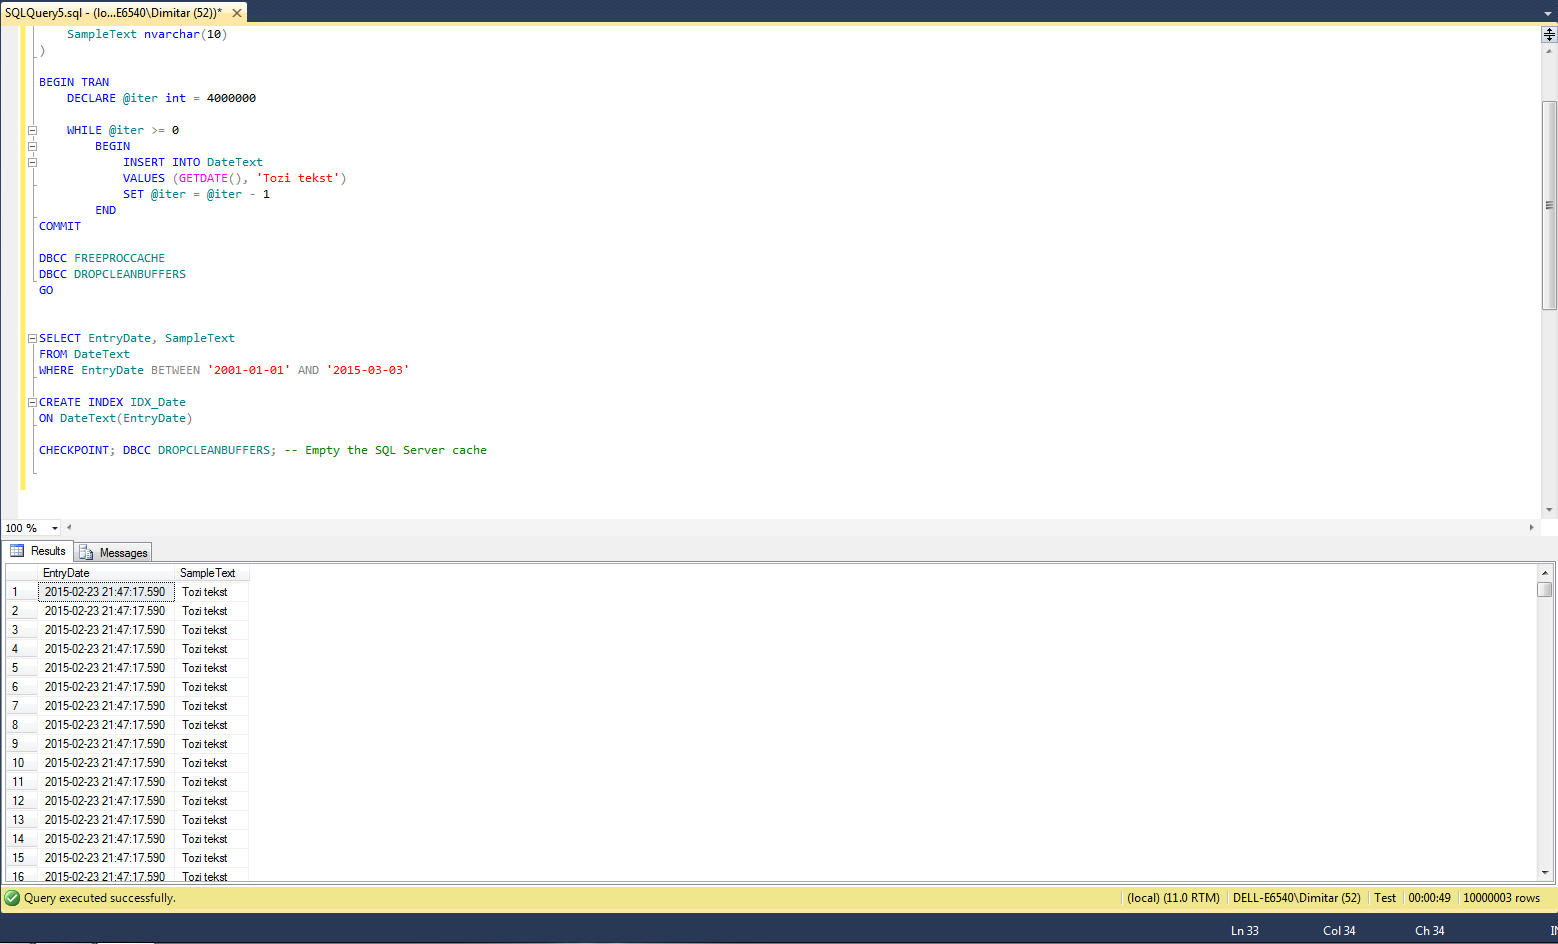 SQLQuery5.sql - (lo...E6540\Dimitar (52))*
SampleText nvarchar(10)
)
BEGIN TRAN
DECLARE @iter int = 4000000
WHILE @iter >= 0
BEGIN
INSERT INTO DateText
VALUES (GETDATE(), 'Tozi tekst')
SET @iter = @iter - 1
END
COMMIT
DBCC FREEPROCCACHE
DBCC DROPCLEANBUFFERS
GO
SELECT EntryDate, SampleText
FROM DateText
WHERE EntryDate BETWEEN '2001-01-01' AND '2015-03-03'
CREATE INDEX IDX_Date
ON DateText(EntryDate)
CHECKPOINT; DBCC DROPCLEANBUFFERS; -- Empty the SQL Server cache
100 %
Results Messages
EntryDate SampleText
1 2015-02-23 21:47:17.590 Tozi tekst
2 2015-02-23 21:47:17.590 Tozi tekst
3 2015-02-23 21:47:17.590 Tozi tekst
4 2015-02-23 21:47:17.590 Tozi tekst
5 2015-02-23 21:47:17.590 Tozi tekst
6 2015-02-23 21:47:17.590 Tozi tekst
7 2015-02-23 21:47:17.590 Tozi tekst
8 2015-02-23 21:47:17.590 Tozi tekst
9 2015-02-23 21:47:17.590 Tozi tekst
10 2015-02-23 21:47:17.590 Tozi tekst
11 2015-02-23 21:47:17.590 Tozi tekst
12 2015-02-23 21:47:17.590 Tozi tekst
13 2015-02-23 21:47:17.590 Tozi tekst
14 2015-02-23 21:47:17.590 Tozi tekst
15 2015-02-23 21:47:17.590 Tozi tekst
16 2015-02-23 21:47:17.590 Tozi tekst
Query executed successfully. (local) (11.0 RTM) DELL-E6540\Dimitar (52) Test 00:00:49 10000003 rows
Ln 33 Col 34 Ch 34